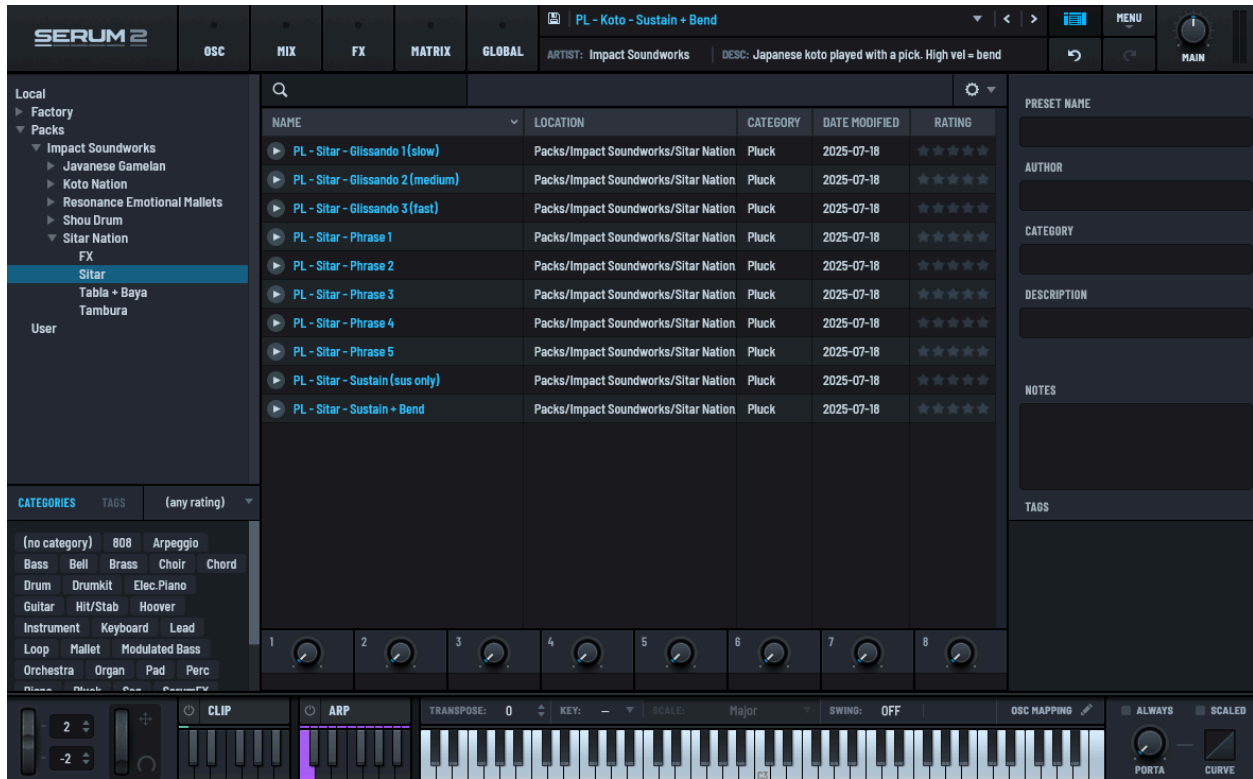 SERUM 2
OSC
MIX
FX
MATRIX
GLOBAL
PL - Koto - Sustain + Bend
ARTIST: Impact Soundworks
DESC: Japanese koto played with a pick. High vel = bend
MENU
MAIN
Local
Factory
Packs
Impact Soundworks
Javanese Gamelan
Koto Nation
Resonance Emotional Mallets
Shou Drum
Sitar Nation
FX
Sitar
Tabla + Baya
Tambura
User
NAME LOCATION CATEGORY DATE MODIFIED RATING
PL - Sitar - Glissando 1 (slow) Packs/Impact Soundworks/Sitar Nation Pluck 2025-07-18
PL - Sitar - Glissando 2 (medium) Packs/Impact Soundworks/Sitar Nation Pluck 2025-07-18
PL - Sitar - Glissando 3 (fast) Packs/Impact Soundworks/Sitar Nation Pluck 2025-07-18
PL - Sitar - Phrase 1 Packs/Impact Soundworks/Sitar Nation Pluck 2025-07-18
PL - Sitar - Phrase 2 Packs/Impact Soundworks/Sitar Nation Pluck 2025-07-18
PL - Sitar - Phrase 3 Packs/Impact Soundworks/Sitar Nation Pluck 2025-07-18
PL - Sitar - Phrase 4 Packs/Impact Soundworks/Sitar Nation Pluck 2025-07-18
PL - Sitar - Phrase 5 Packs/Impact Soundworks/Sitar Nation Pluck 2025-07-18
PL - Sitar - Sustain (sus only) Packs/Impact Soundworks/Sitar Nation Pluck 2025-07-18
PL - Sitar - Sustain + Bend Packs/Impact Soundworks/Sitar Nation Pluck 2025-07-18
PRESET NAME
AUTHOR
CATEGORY
DESCRIPTION
NOTES
TAGS
CATEGORIES TAGS (any rating)
(no category) 808 Arpeggio
Bass Bell Brass Choir Chord
Drum Drumkit Elec.Piano
Guitar Hit/Stab Hoover
Instrument Keyboard Lead
Loop Mallet Modulated Bass
Orchestra Organ Pad Perc
Piano Pluck Seq SerumFX
1 2 3 4 5 6 7 8
2
-2
CLIP
ARP
TRANSPOSE: 0 KEY: – SCALE: Major SWING: OFF OSC MAPPING
C3
ALWAYS SCALED
PORTA CURVE